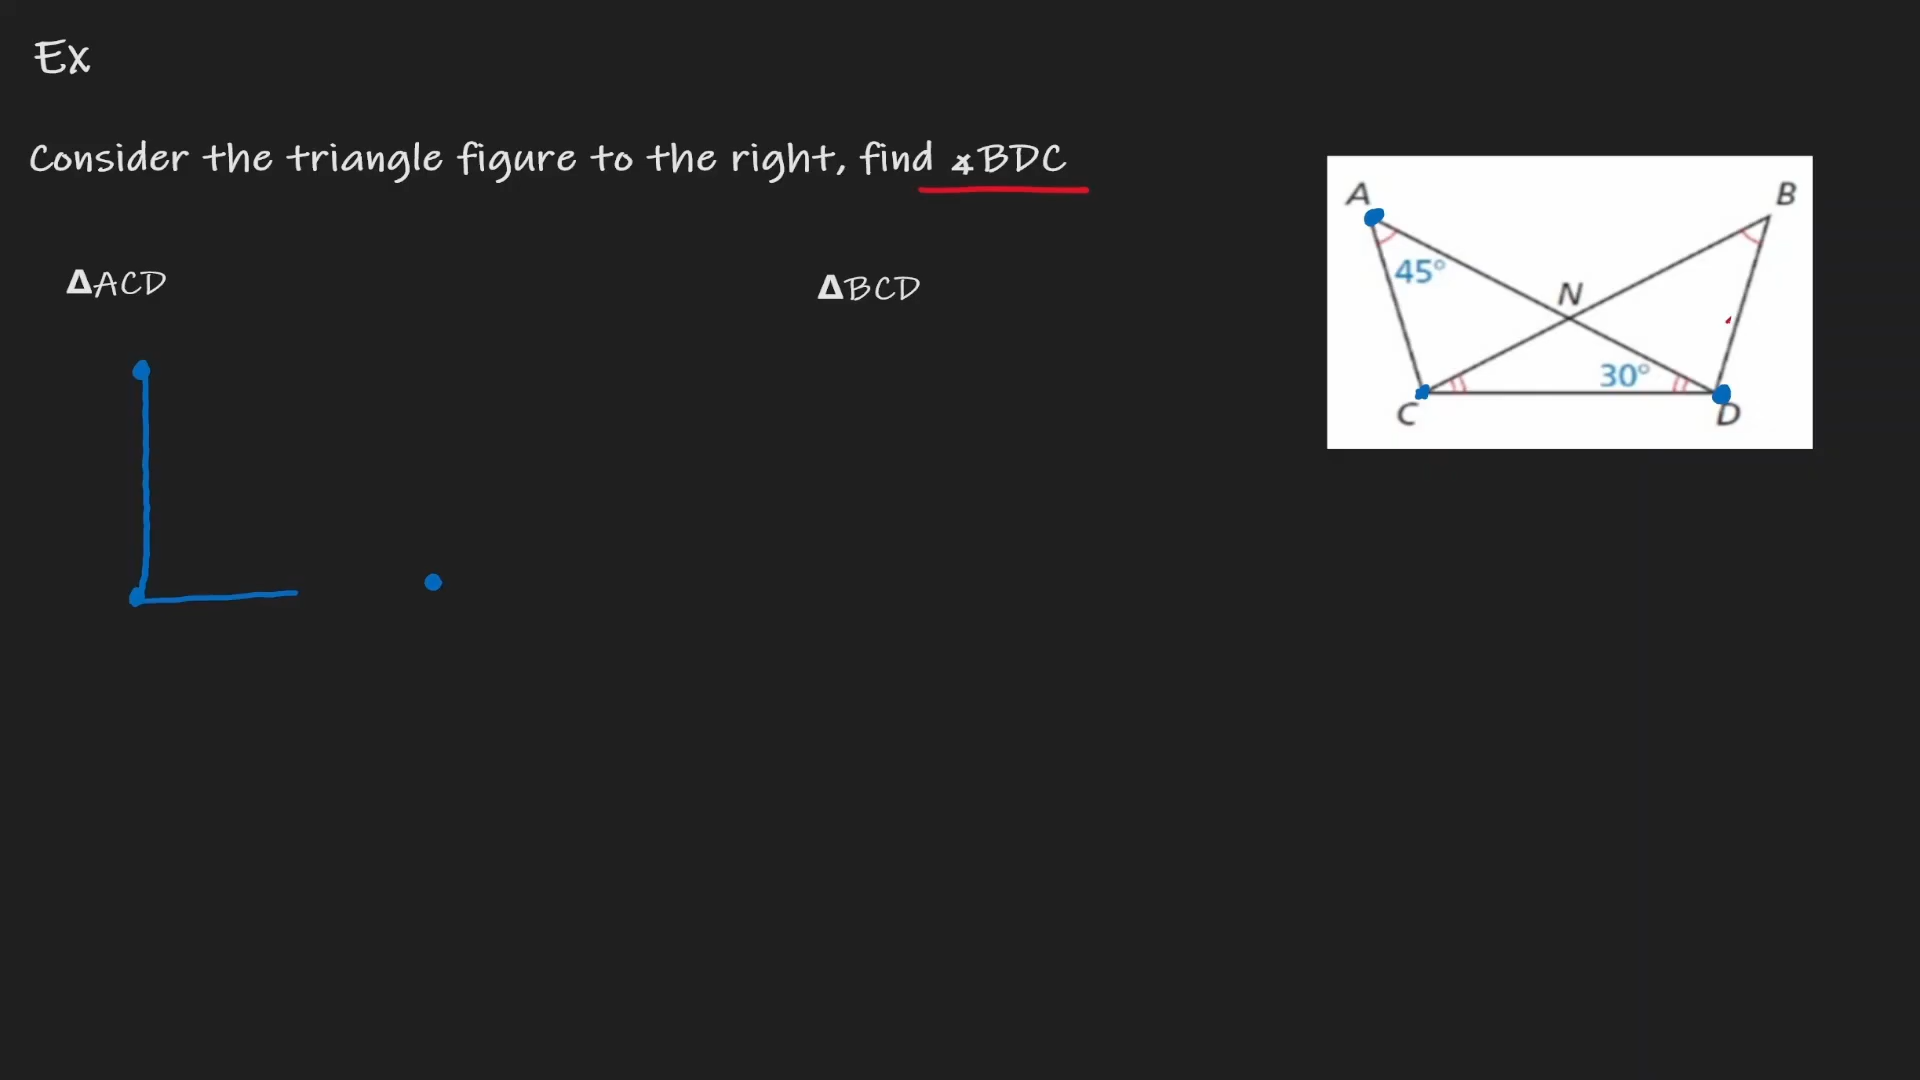 Ex
Consider the triangle figure to the right, find ∡BDC
ΔACD
ΔBCD
A
B
45°
N
30°
C
D